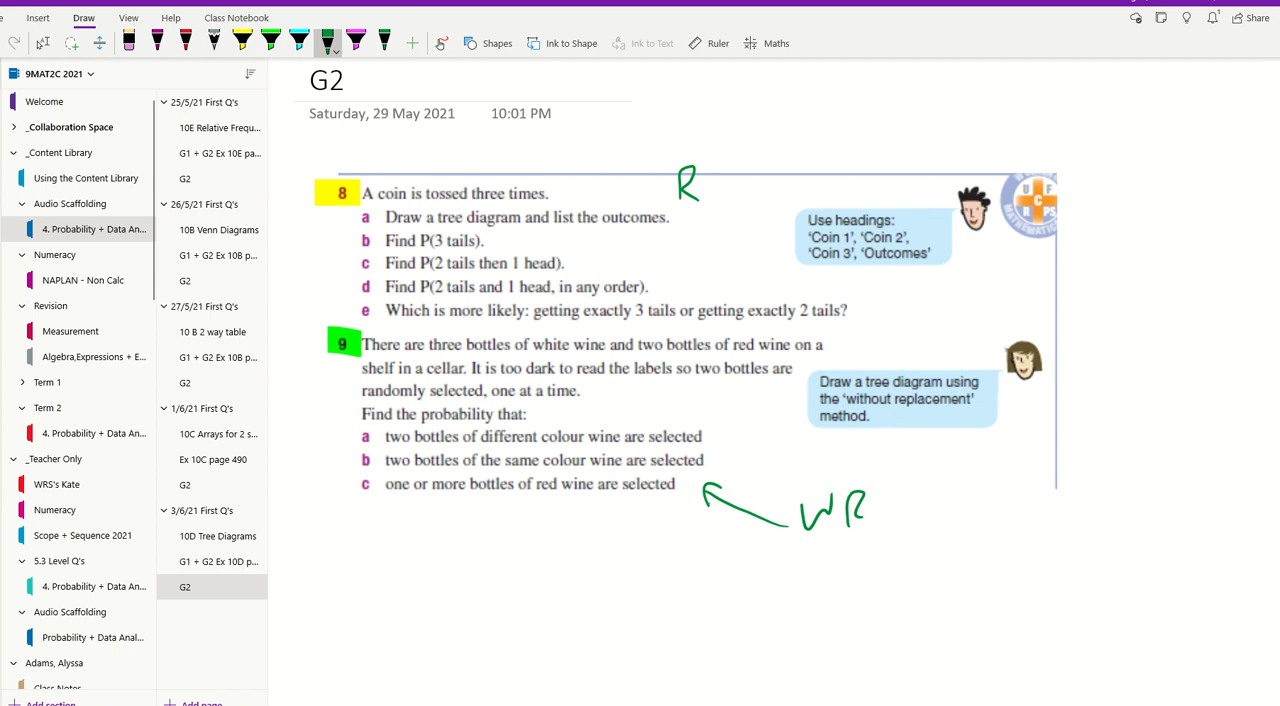 Insert Draw View Help Class Notebook
Share
Shapes Ink to Shape Ink to Text Ruler Maths
9MAT2C 2021
Welcome
_Collaboration Space
_Content Library
Using the Content Library
Audio Scaffolding
4. Probability + Data An...
Numeracy
NAPLAN - Non Calc
Revision
Measurement
Algebra,Expressions + E...
Term 1
Term 2
4. Probability + Data An...
_Teacher Only
WRS's Kate
Numeracy
Scope + Sequence 2021
5.3 Level Q's
4. Probability + Data An...
Audio Scaffolding
Probability + Data Anal...
Adams, Alyssa
Class Notes
Add section
25/5/21 First Q's
10E Relative Frequ...
G1 + G2 Ex 10E pa...
G2
26/5/21 First Q's
10B Venn Diagrams
G1 + G2 Ex 10B p...
G2
27/5/21 First Q's
10 B 2 way table
G1 + G2 Ex 10B p...
G2
1/6/21 First Q's
10C Arrays for 2 s...
Ex 10C page 490
G2
3/6/21 First Q's
10D Tree Diagrams
G1 + G2 Ex 10D p...
G2
Add page
G2
Saturday, 29 May 2021 10:01 PM
R
8 A coin is tossed three times.
a Draw a tree diagram and list the outcomes.
b Find P(3 tails).
c Find P(2 tails then 1 head).
d Find P(2 tails and 1 head, in any order).
e Which is more likely: getting exactly 3 tails or getting exactly 2 tails?
Use headings:
'Coin 1', 'Coin 2',
'Coin 3', 'Outcomes'
U F
C
R PS
9 There are three bottles of white wine and two bottles of red wine on a
shelf in a cellar. It is too dark to read the labels so two bottles are
randomly selected, one at a time.
Find the probability that:
a two bottles of different colour wine are selected
b two bottles of the same colour wine are selected
c one or more bottles of red wine are selected
Draw a tree diagram using
the 'without replacement'
method.
WR